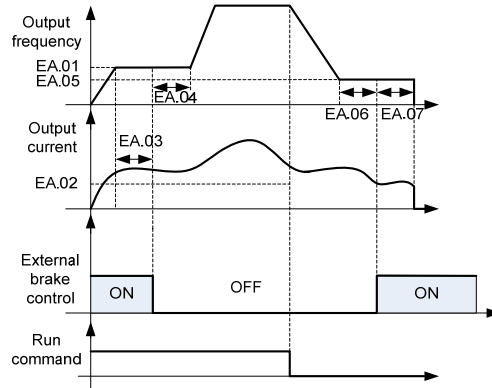 Output
frequency
EA.01
EA.05
EA.04
EA.06
EA.07
Output
current
EA.03
EA.02
External
brake
control
ON
OFF
ON
Run
command